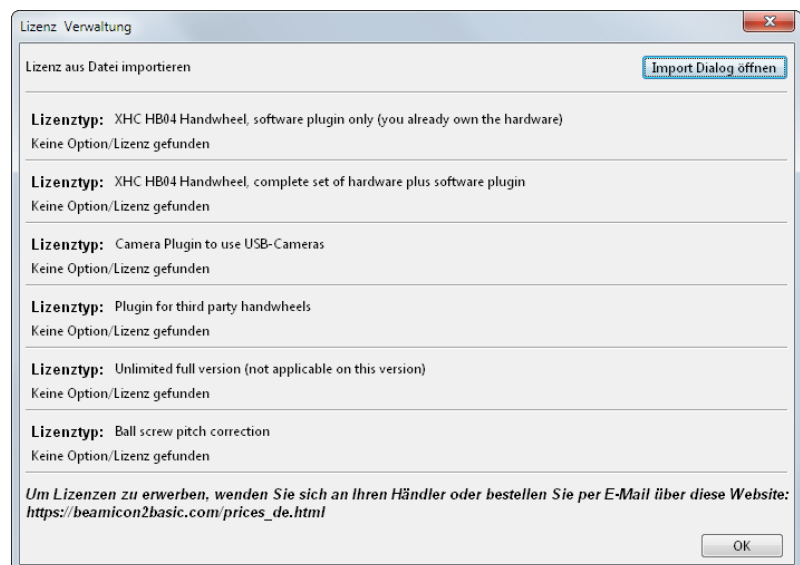 Lizenz Verwaltung
Lizenz aus Datei importieren
Import Dialog öffnen
Lizenztyp: XHC HB04 Handwheel, software plugin only (you already own the hardware)
Keine Option/Lizenz gefunden
Lizenztyp: XHC HB04 Handwheel, complete set of hardware plus software plugin
Keine Option/Lizenz gefunden
Lizenztyp: Camera Plugin to use USB-Cameras
Keine Option/Lizenz gefunden
Lizenztyp: Plugin for third party handwheels
Keine Option/Lizenz gefunden
Lizenztyp: Unlimited full version (not applicable on this version)
Keine Option/Lizenz gefunden
Lizenztyp: Ball screw pitch correction
Keine Option/Lizenz gefunden
Um Lizenzen zu erwerben, wenden Sie sich an Ihren Händler oder bestellen Sie per E-Mail über diese Website:
https://beamicon2basic.com/prices_de.html
OK